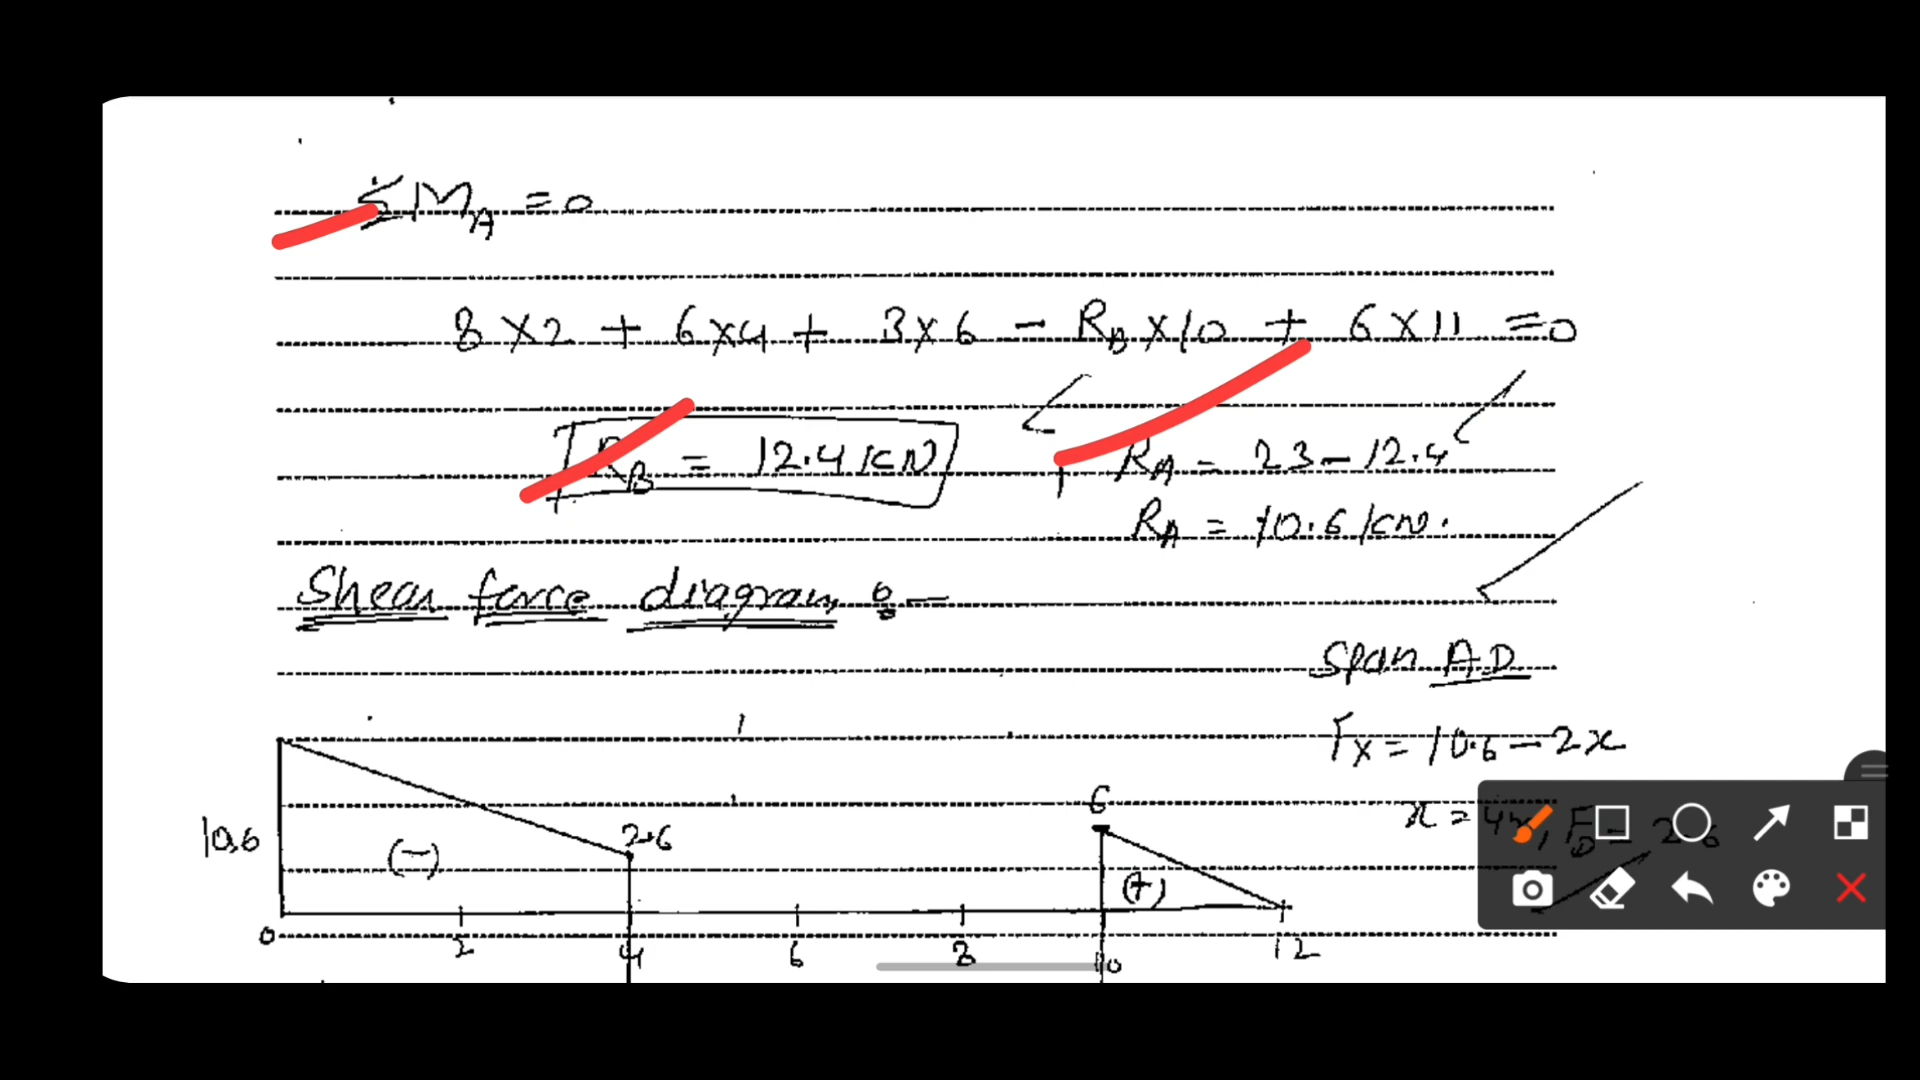 ΣM_A = 0
8×2 + 6×4 + 3×6 - R_B×10 + 6×11 = 0
R_B = 12.4 kN
R_A = 23 - 12.4
R_A = 10.6 kN.
Shear force diagram :-
Span AD
F_x = 10.6 - 2x
x = 4m, F_D = 2.6
10.6
(-)
2.6
6
(+)
0 2 4 6 8 10 12